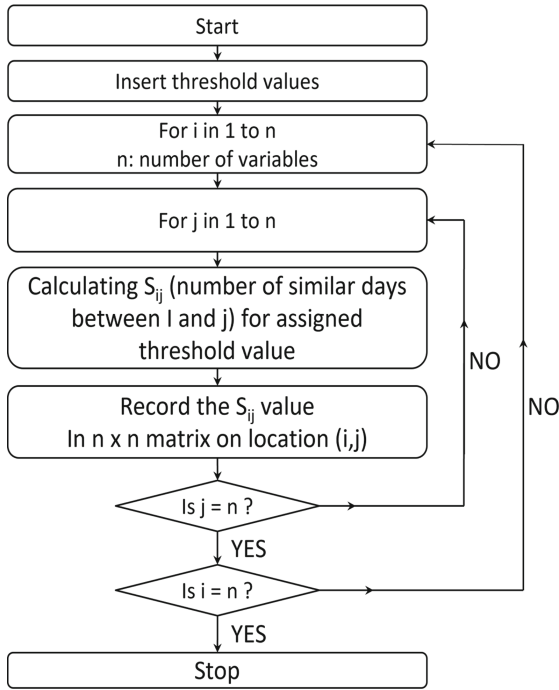 Start
Insert threshold values
For i in 1 to n
n: number of variables
For j in 1 to n
Calculating Sij (number of similar days
between I and j) for assigned
threshold value
Record the Sij value
In n x n matrix on location (i,j)
Is j = n ?
NO
YES
Is i = n ?
NO
YES
Stop